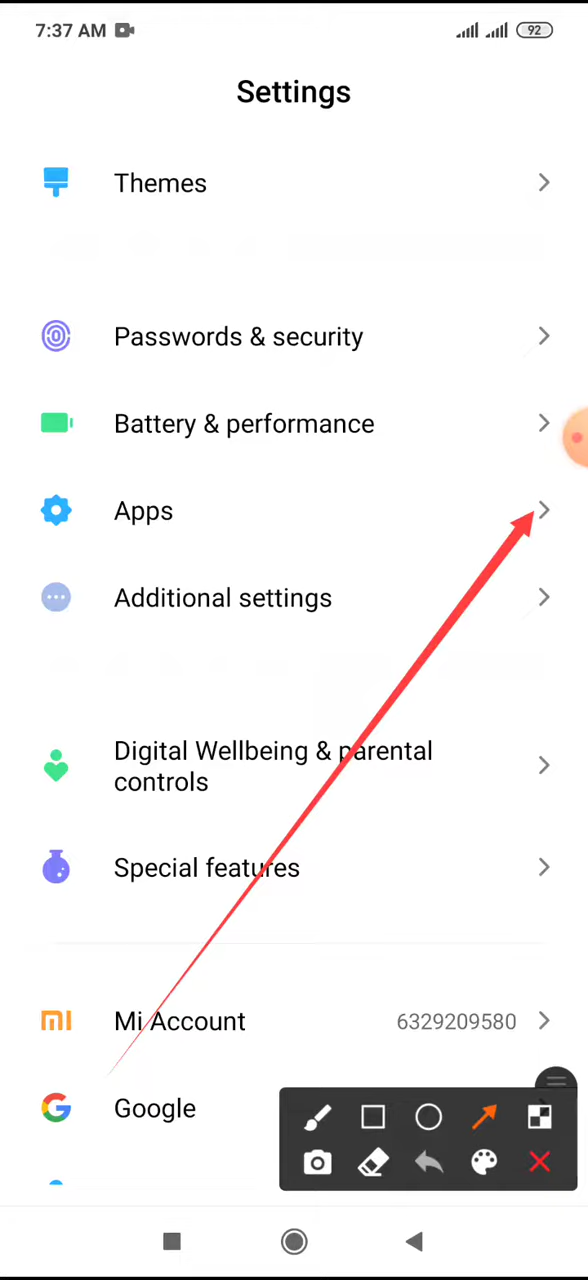 7:37 AM
92
Settings
Themes
Passwords & security
Battery & performance
Apps
Additional settings
Digital Wellbeing & parental
controls
Special features
Mi Account 6329209580
Google